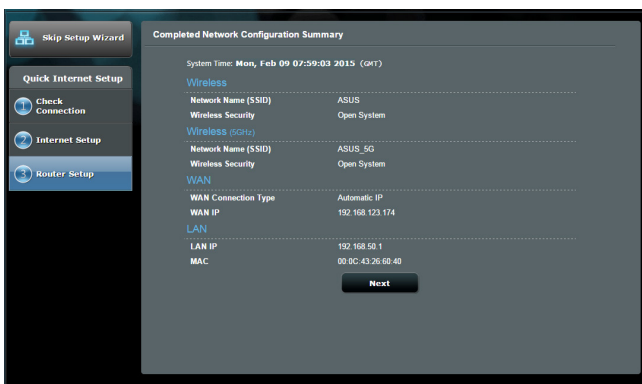 Skip Setup Wizard
Quick Internet Setup
1 Check
Connection
2 Internet Setup
3 Router Setup
Completed Network Configuration Summary
System Time: Mon, Feb 09 07:59:03 2015 (GMT)
Wireless
Network Name (SSID) ASUS
Wireless Security Open System
Wireless (5GHz)
Network Name (SSID) ASUS_5G
Wireless Security Open System
WAN
WAN Connection Type Automatic IP
WAN IP 192.168.123.174
LAN
LAN IP 192.168.50.1
MAC 00:0C:43:26:60:40
Next